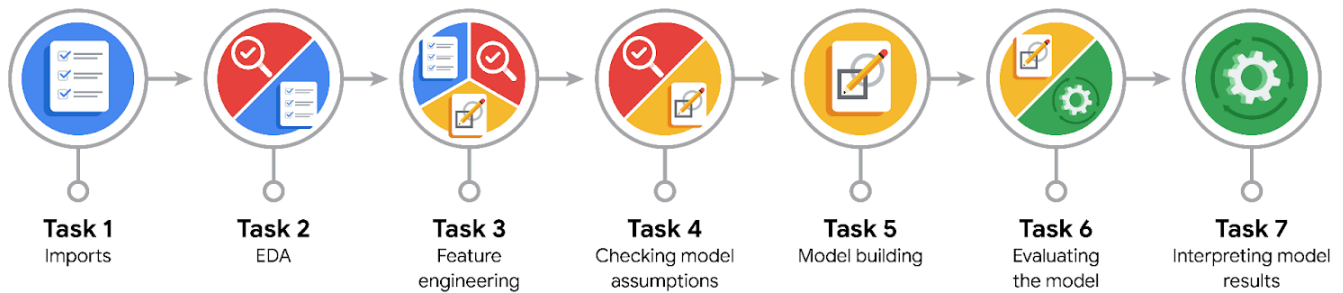 Task 1
Imports
Task 2
EDA
Task 3
Feature
engineering
Task 4
Checking model
assumptions
Task 5
Model building
Task 6
Evaluating
the model
Task 7
Interpreting model
results